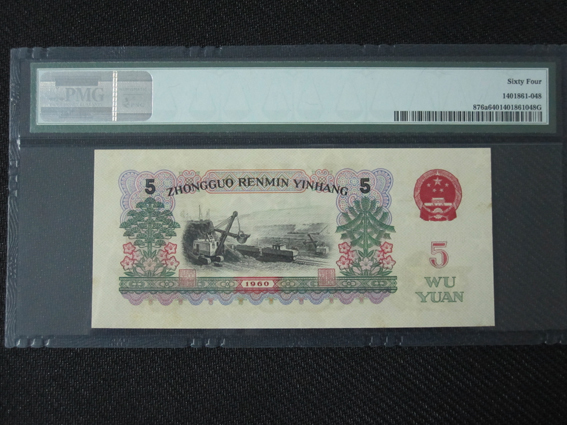 PMG
Sixty Four
1401861-048
876a6401401861048G
5 ZHONGGUO RENMIN YINHANG 5
1960
5
WU
YUAN